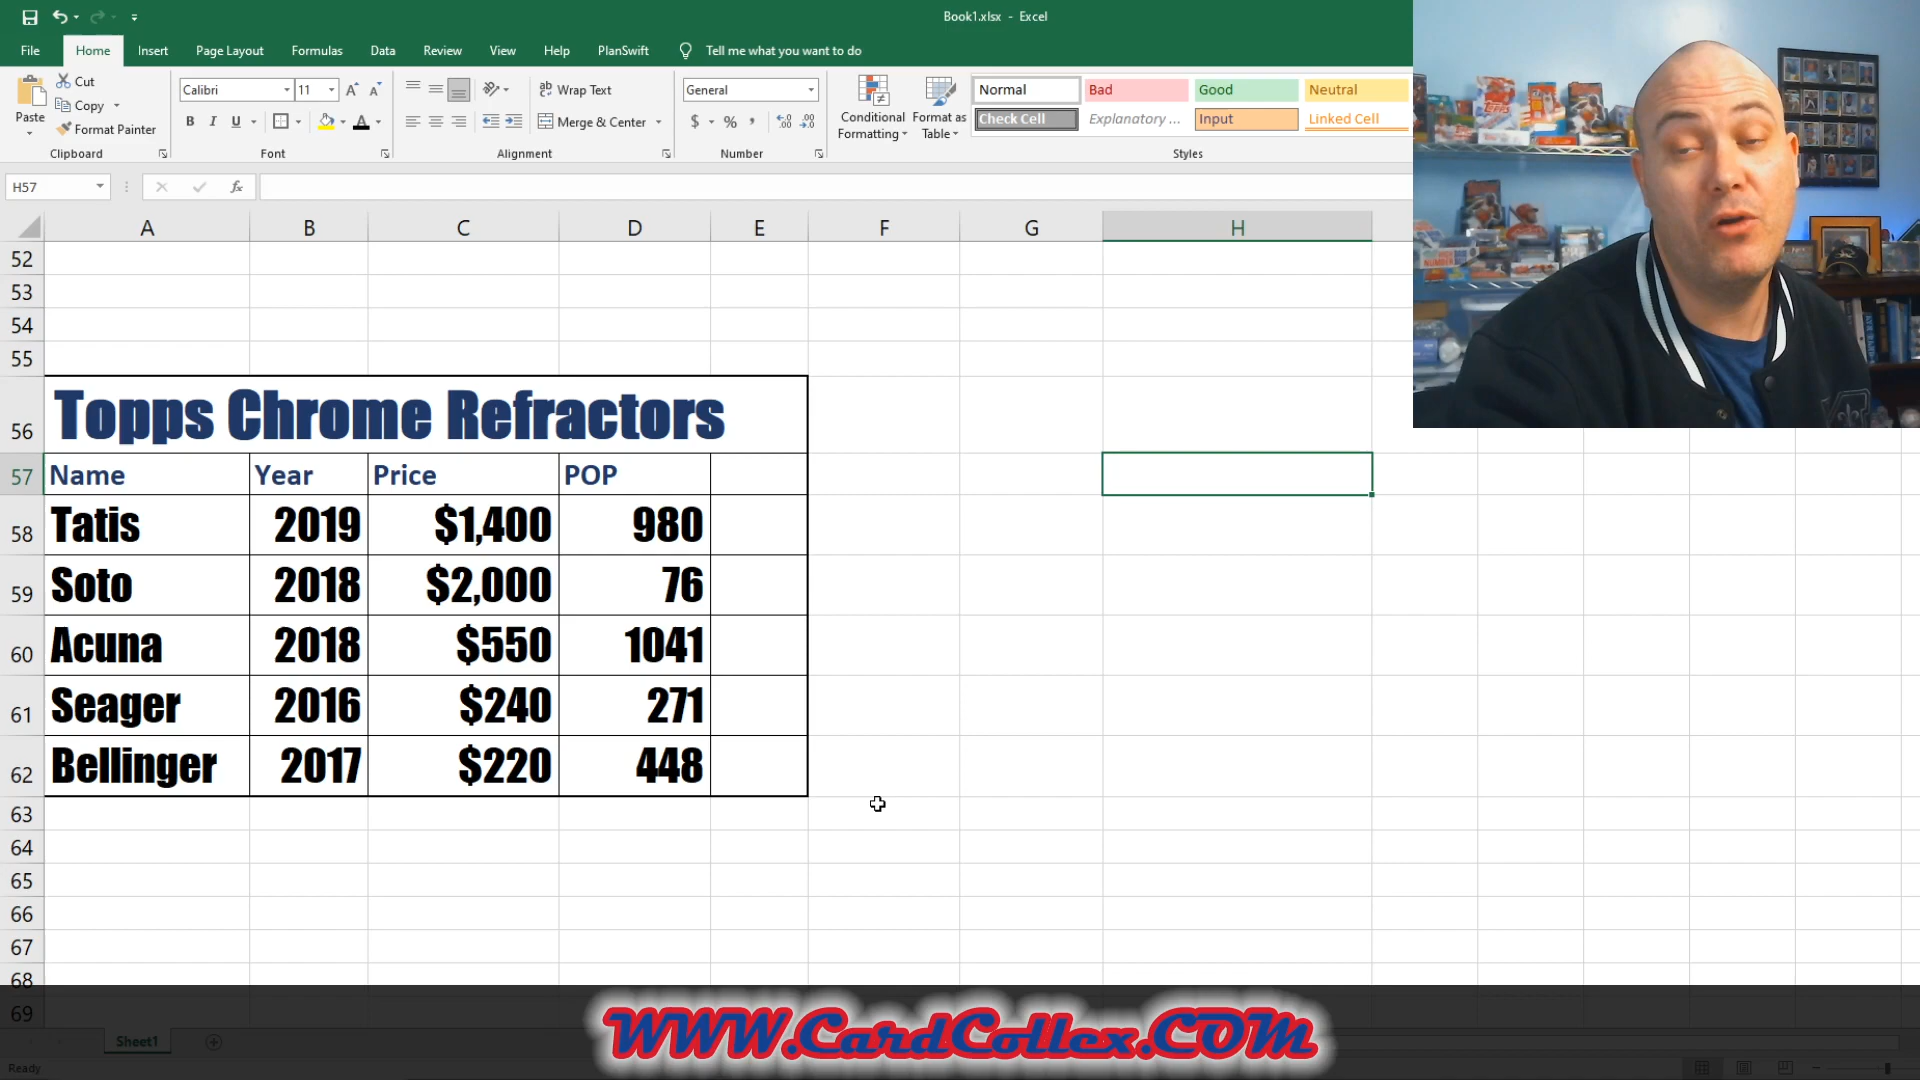 Book1.xlsx - Excel
File Home Insert Page Layout Formulas Data Review View Help PlanSwift Tell me what you want to do
Paste
Cut
Copy
Format Painter
Clipboard
Calibri 11
B I U
Font
Wrap Text
Merge & Center
Alignment
General
$ % ,
Number
Conditional Formatting
Format as Table
Normal Bad Good Neutral
Check Cell Explanatory ... Input Linked Cell
Styles
H57 fx
A B C D E F G H
52
53
54
55
56 Topps Chrome Refractors
57 Name Year Price POP
58 Tatis 2019 $1,400 980
59 Soto 2018 $2,000 76
60 Acuna 2018 $550 1041
61 Seager 2016 $240 271
62 Bellinger 2017 $220 448
63
64
65
66
67
68
69
WWW.CardCollex.COM
Sheet1
Ready